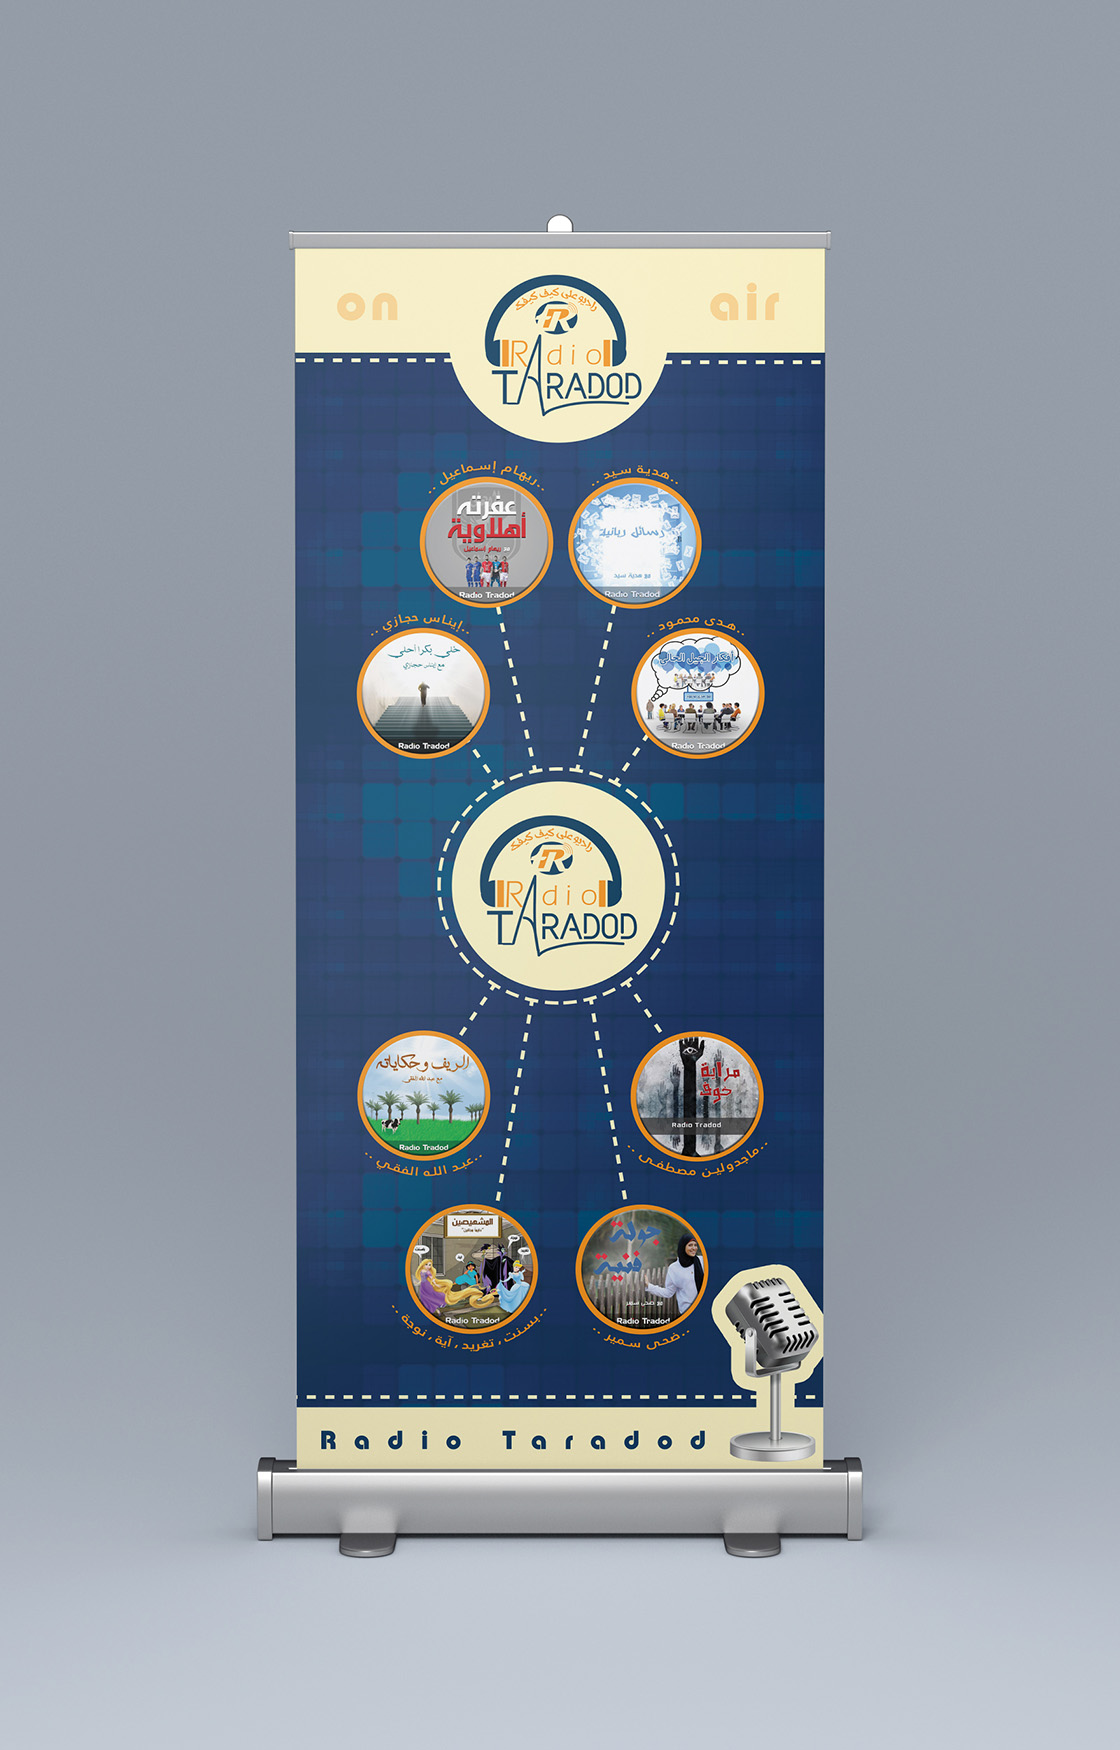 on
air
راديو على كيف كيفك
R
Radio
TARADOD
..ريهام إسماعيل..
..هدية سيد..
عفرته
أهلاوية
مع ريهام إسماعيل
Radio Tradod
رسائل ربانية
مع هدية سيد
Radio Tradod
..إيناس حجازي..
..هدى محمود..
خلي بكرا أحلى
مع إيناس حجازي
Radio Tradod
أفكار الجيل الحالي
Radio Tradod
راديو على كيف كيفك
R
Radio
TARADOD
الريف وحكاياته
مع عبد الله الفقي
Radio Tradod
..عبد الله الفقي..
مراية
خوف
Radio Tradod
..ماجدولين مصطفى..
المشعبصين
Radio Tradod
..بسنت ، تغريد ، آية ، نوجة..
جولة
فنية
مع ضحى سمير
Radio Tradod
..ضحى سمير..
Radio Taradod